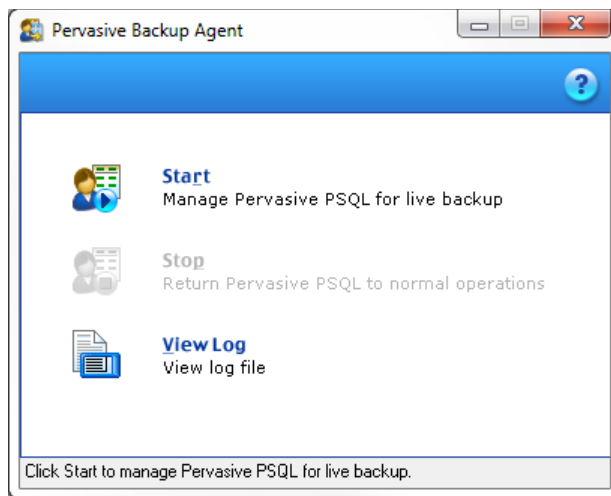 Pervasive Backup Agent
?
Start
Manage Pervasive PSQL for live backup
Stop
Return Pervasive PSQL to normal operations
View Log
View log file
Click Start to manage Pervasive PSQL for live backup.